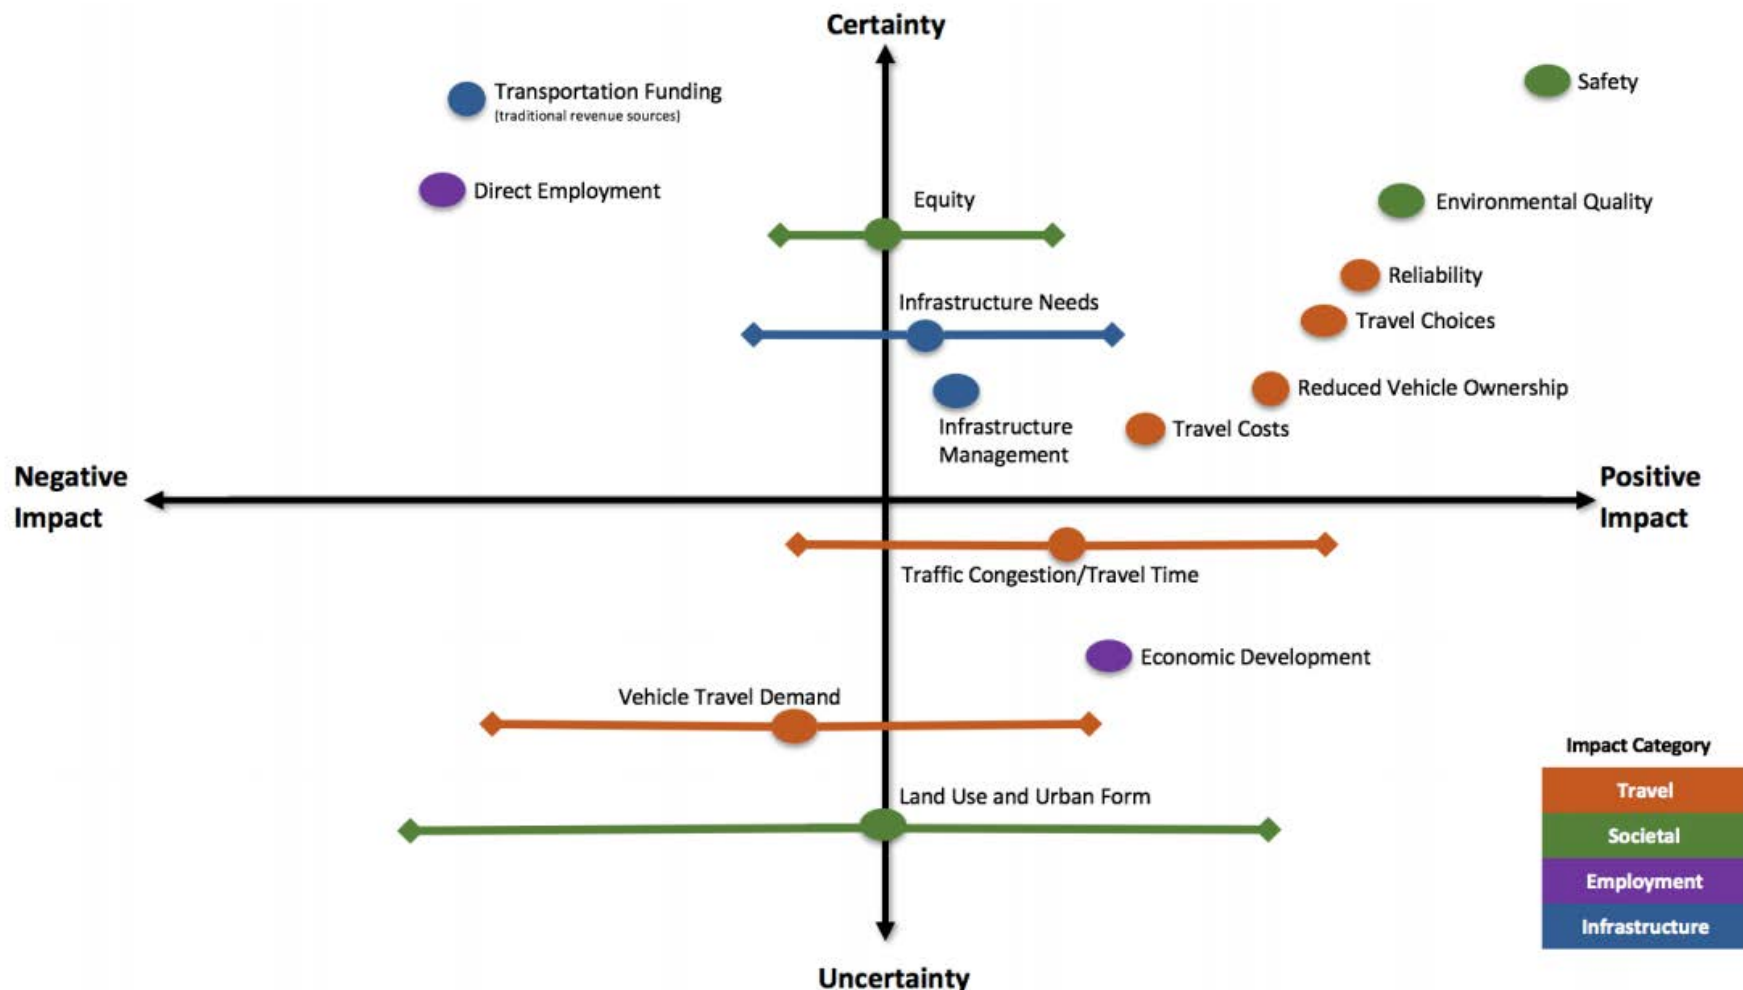 Certainty
Transportation Funding
(traditional revenue sources)
Safety
Direct Employment
Equity
Environmental Quality
Reliability
Infrastructure Needs
Travel Choices
Reduced Vehicle Ownership
Infrastructure
Management
Travel Costs
Negative
Impact
Positive
Impact
Traffic Congestion/Travel Time
Economic Development
Vehicle Travel Demand
Land Use and Urban Form
Impact Category
Travel
Societal
Employment
Infrastructure
Uncertainty